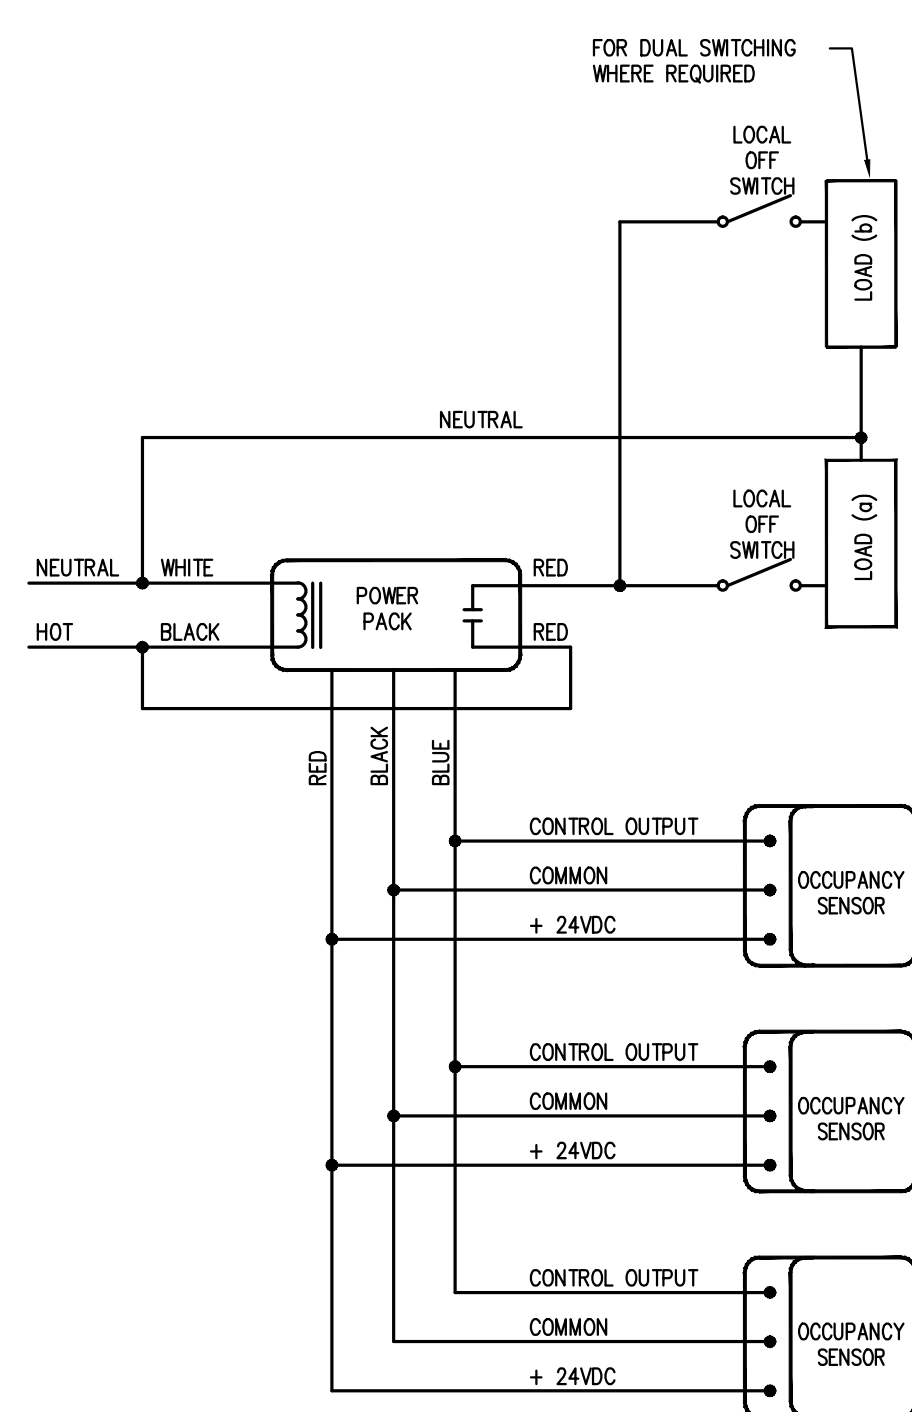 FOR DUAL SWITCHING
WHERE REQUIRED
LOCAL
OFF
SWITCH
LOAD (b)
NEUTRAL
LOCAL
OFF
SWITCH
LOAD (a)
NEUTRAL
WHITE
POWER
PACK
RED
HOT
BLACK
RED
RED
BLACK
BLUE
CONTROL OUTPUT
COMMON
+ 24VDC
OCCUPANCY
SENSOR
CONTROL OUTPUT
COMMON
+ 24VDC
OCCUPANCY
SENSOR
CONTROL OUTPUT
COMMON
+ 24VDC
OCCUPANCY
SENSOR